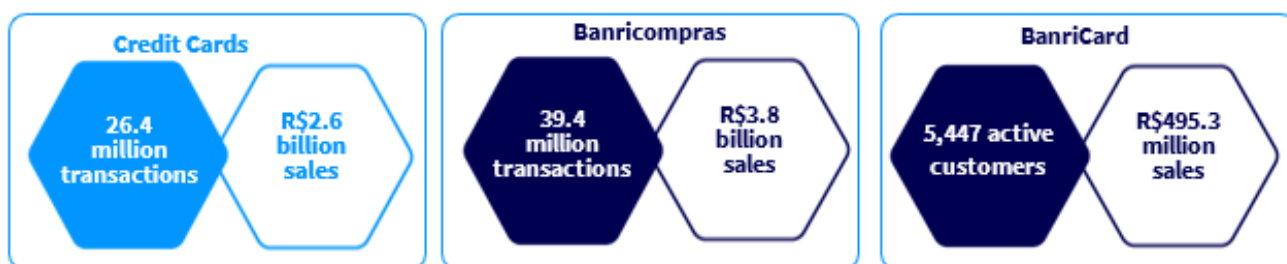 Credit Cards
26.4
million
transactions
R$2.6
billion
sales
Banricompras
39.4
million
transactions
R$3.8
billion
sales
BanriCard
5,447 active
customers
R$495.3
million
sales